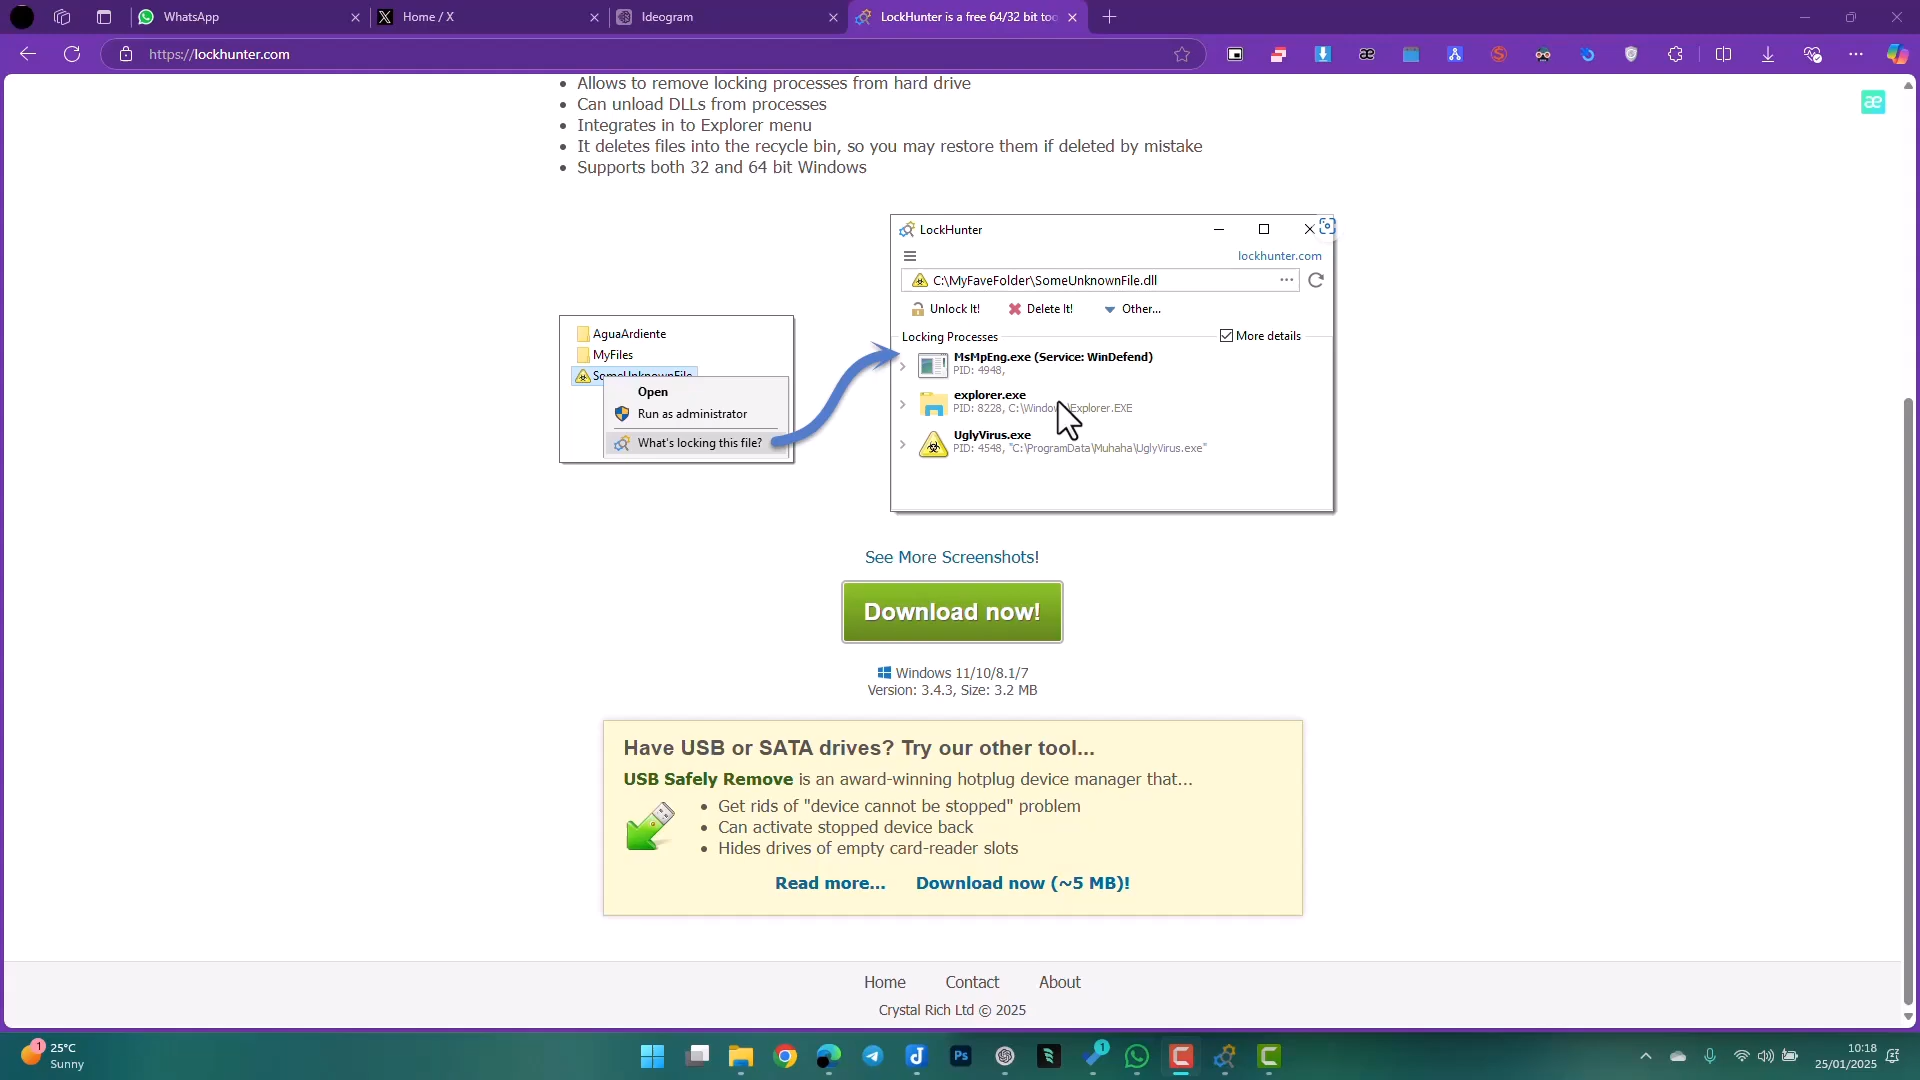 WhatsApp
Home / X
Ideogram
LockHunter is a free 64/32 bit too
https://lockhunter.com
Allows to remove locking processes from hard drive
Can unload DLLs from processes
Integrates in to Explorer menu
It deletes files into the recycle bin, so you may restore them if deleted by mistake
Supports both 32 and 64 bit Windows
æ
æ
LockHunter
lockhunter.com
C:\MyFaveFolder\SomeUnknownFile.dll
Unlock It!
Delete It!
Other...
Locking Processes
More details
MsMpEng.exe (Service: WinDefend)
PID: 4948,
explorer.exe
PID: 8228, C:\Windows\Explorer.EXE
UglyVirus.exe
PID: 4548, "C:\ProgramData\Muhaha\UglyVirus.exe"
AguaArdiente
MyFiles
SomeUnknownFile
Open
Run as administrator
What's locking this file?
See More Screenshots!
Download now!
Windows 11/10/8.1/7
Version: 3.4.3, Size: 3.2 MB
Have USB or SATA drives? Try our other tool...
USB Safely Remove is an award-winning hotplug device manager that...
Get rids of "device cannot be stopped" problem
Can activate stopped device back
Hides drives of empty card-reader slots
Read more...
Download now (~5 MB)!
Home
Contact
About
Crystal Rich Ltd © 2025
1
25°C
Sunny
Ps
1
10:18
25/01/2025